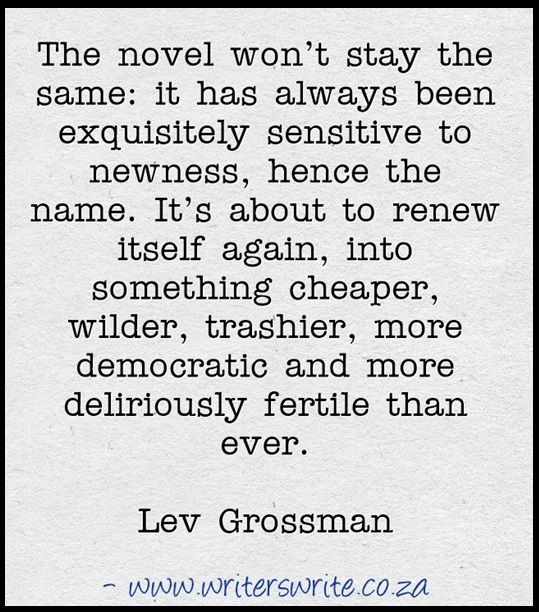 The novel won't stay the
same: it has always been
exquisitely sensitive to
newness, hence the
name. It's about to renew
itself again, into
something cheaper,
wilder, trashier, more
democratic and more
deliriously fertile than
ever.
Lev Grossman
- www.writerswrite.co.za